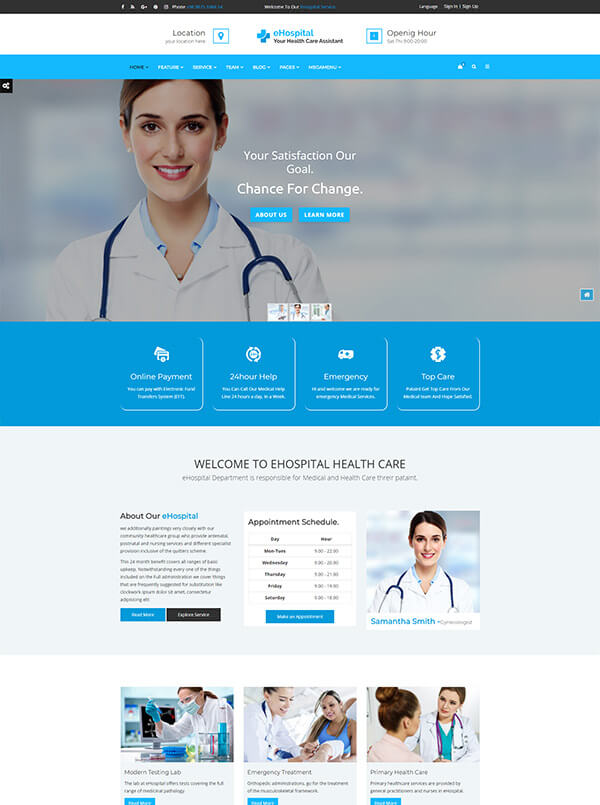 Phone
Welcome To Our eHospital Service
Language
Sign In | Sign Up
Location
your location here
eHospital
Your Health Care Assistant
Openig Hour
Sat Thi 9:00-20:00
HOME
FEATURE
SERVICE
TEAM
BLOG
PAGES
MEGAMENU
Your Satisfaction Our
Goal.
Chance For Change.
ABOUT US
LEARN MORE
Online Payment
You can pay with Electronic Fund
Transfers System (EFT).
24hour Help
You Can Call Our Medical Help
Line 24 hours a day, in a Week.
Emergency
Hi and welcome we are ready for
emergency Medical Services.
Top Care
Pataint Get Top Care From Our
Medical team And Hope Satisfied.
WELCOME TO EHOSPITAL HEALTH CARE
eHospital Department is responsible for Medical and Health Care threir pataint.
About Our eHospital
we additionally paintings very closely with our
community healthcare group who provide antenatal,
postnatal and nursing services and different specialist
provision inclusive of the quitters scheme.
This 24 month benefit covers all ranges of basic
upkeep, Notwithstanding every one of the things
included on the Full administration we cover things
that are frequently suggested for substitution like
clockwork ipsum dolor sit amet, consectetur
adipisicing elit
Read More
Explore Service
Appointment Schedule.
Day Hour
Mon-Tues 9.00 - 22.00
Wednesday 9.00 - 20.00
Thursday 9.00 - 21.00
Friday 9.00 - 19.00
Saturday 9.00 - 18.00
Make an Appointment
Samantha Smith -Gynecologist
Modern Testing Lab
The lab at eHospital offers tests covering the full
range of medicinal pathology.
Read More
Emergency Treatment
Orthopedic administrations, go for the treatment
of the musculoskeletal framework.
Read More
Primary Health Care
Primary healthcare services are provided by
general practitioners and nurses in eHospital.
Read More